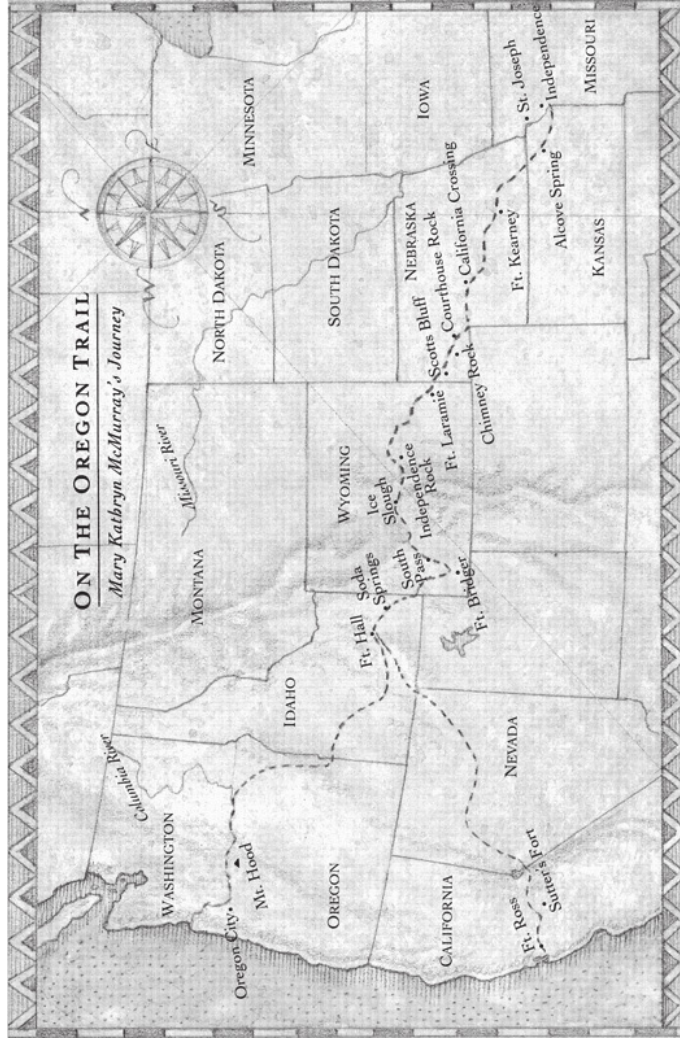 ON THE OREGON TRAIL
Mary Kathryn McMurray's Journey
Columbia River
WASHINGTON
MONTANA
Missouri River
NORTH DAKOTA
MINNESOTA
Oregon City
Mt. Hood
IDAHO
OREGON
SOUTH DAKOTA
WYOMING
Ft. Hall
Soda
Springs
South
Pass
Ice
Slough
Independence
Rock
Ft. Bridger
Ft. Laramie
Scotts Bluff
Courthouse Rock
Chimney
Rock
NEBRASKA
California Crossing
IOWA
CALIFORNIA
NEVADA
Ft. Ross
Sutter's Fort
Ft. Kearney
Alcove Spring
KANSAS
St. Joseph
Independence
MISSOURI